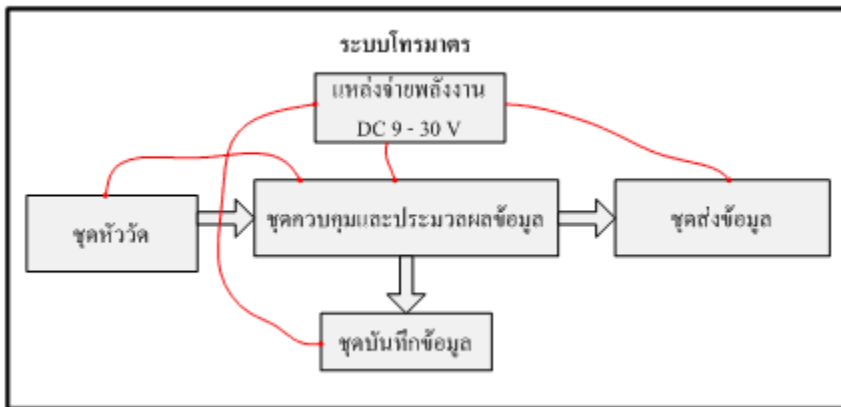 ระบบโทรมาตร
แหล่งจ่ายพลังงาน
DC 9 - 30 V
ชุดหัววัด
ชุดควบคุมและประมวลผลข้อมูล
ชุดส่งข้อมูล
ชุดบันทึกข้อมูล